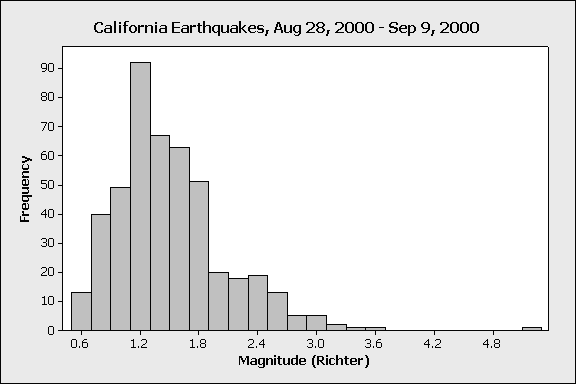 California Earthquakes, Aug 28, 2000 - Sep 9, 2000
90
80
70
60
50
40
30
20
10
0
Frequency
0.6 1.2 1.8 2.4 3.0 3.6 4.2 4.8
Magnitude (Richter)